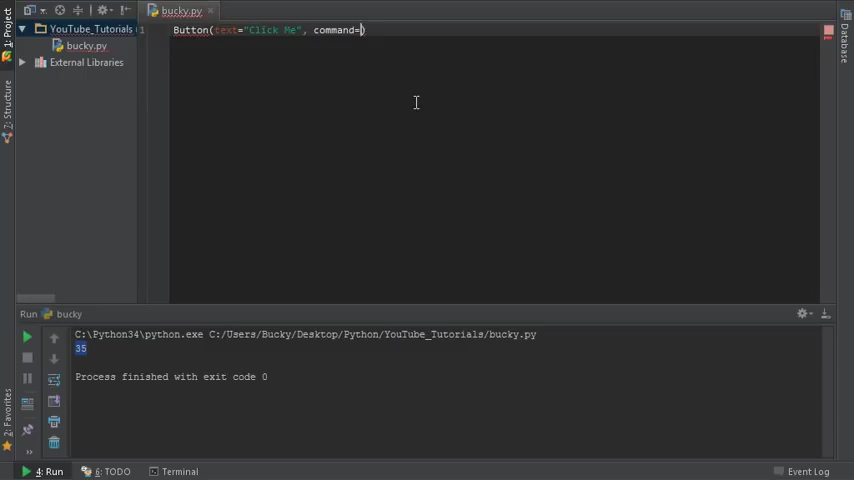 bucky.py
YouTube_Tutorials
bucky.py
External Libraries
1
Button(text="Click Me", command=)
1: Project
7: Structure
2: Favorites
Database
Run bucky
C:\Python34\python.exe C:/Users/Bucky/Desktop/Python/YouTube_Tutorials/bucky.py
35
Process finished with exit code 0
4: Run 6: TODO Terminal Event Log